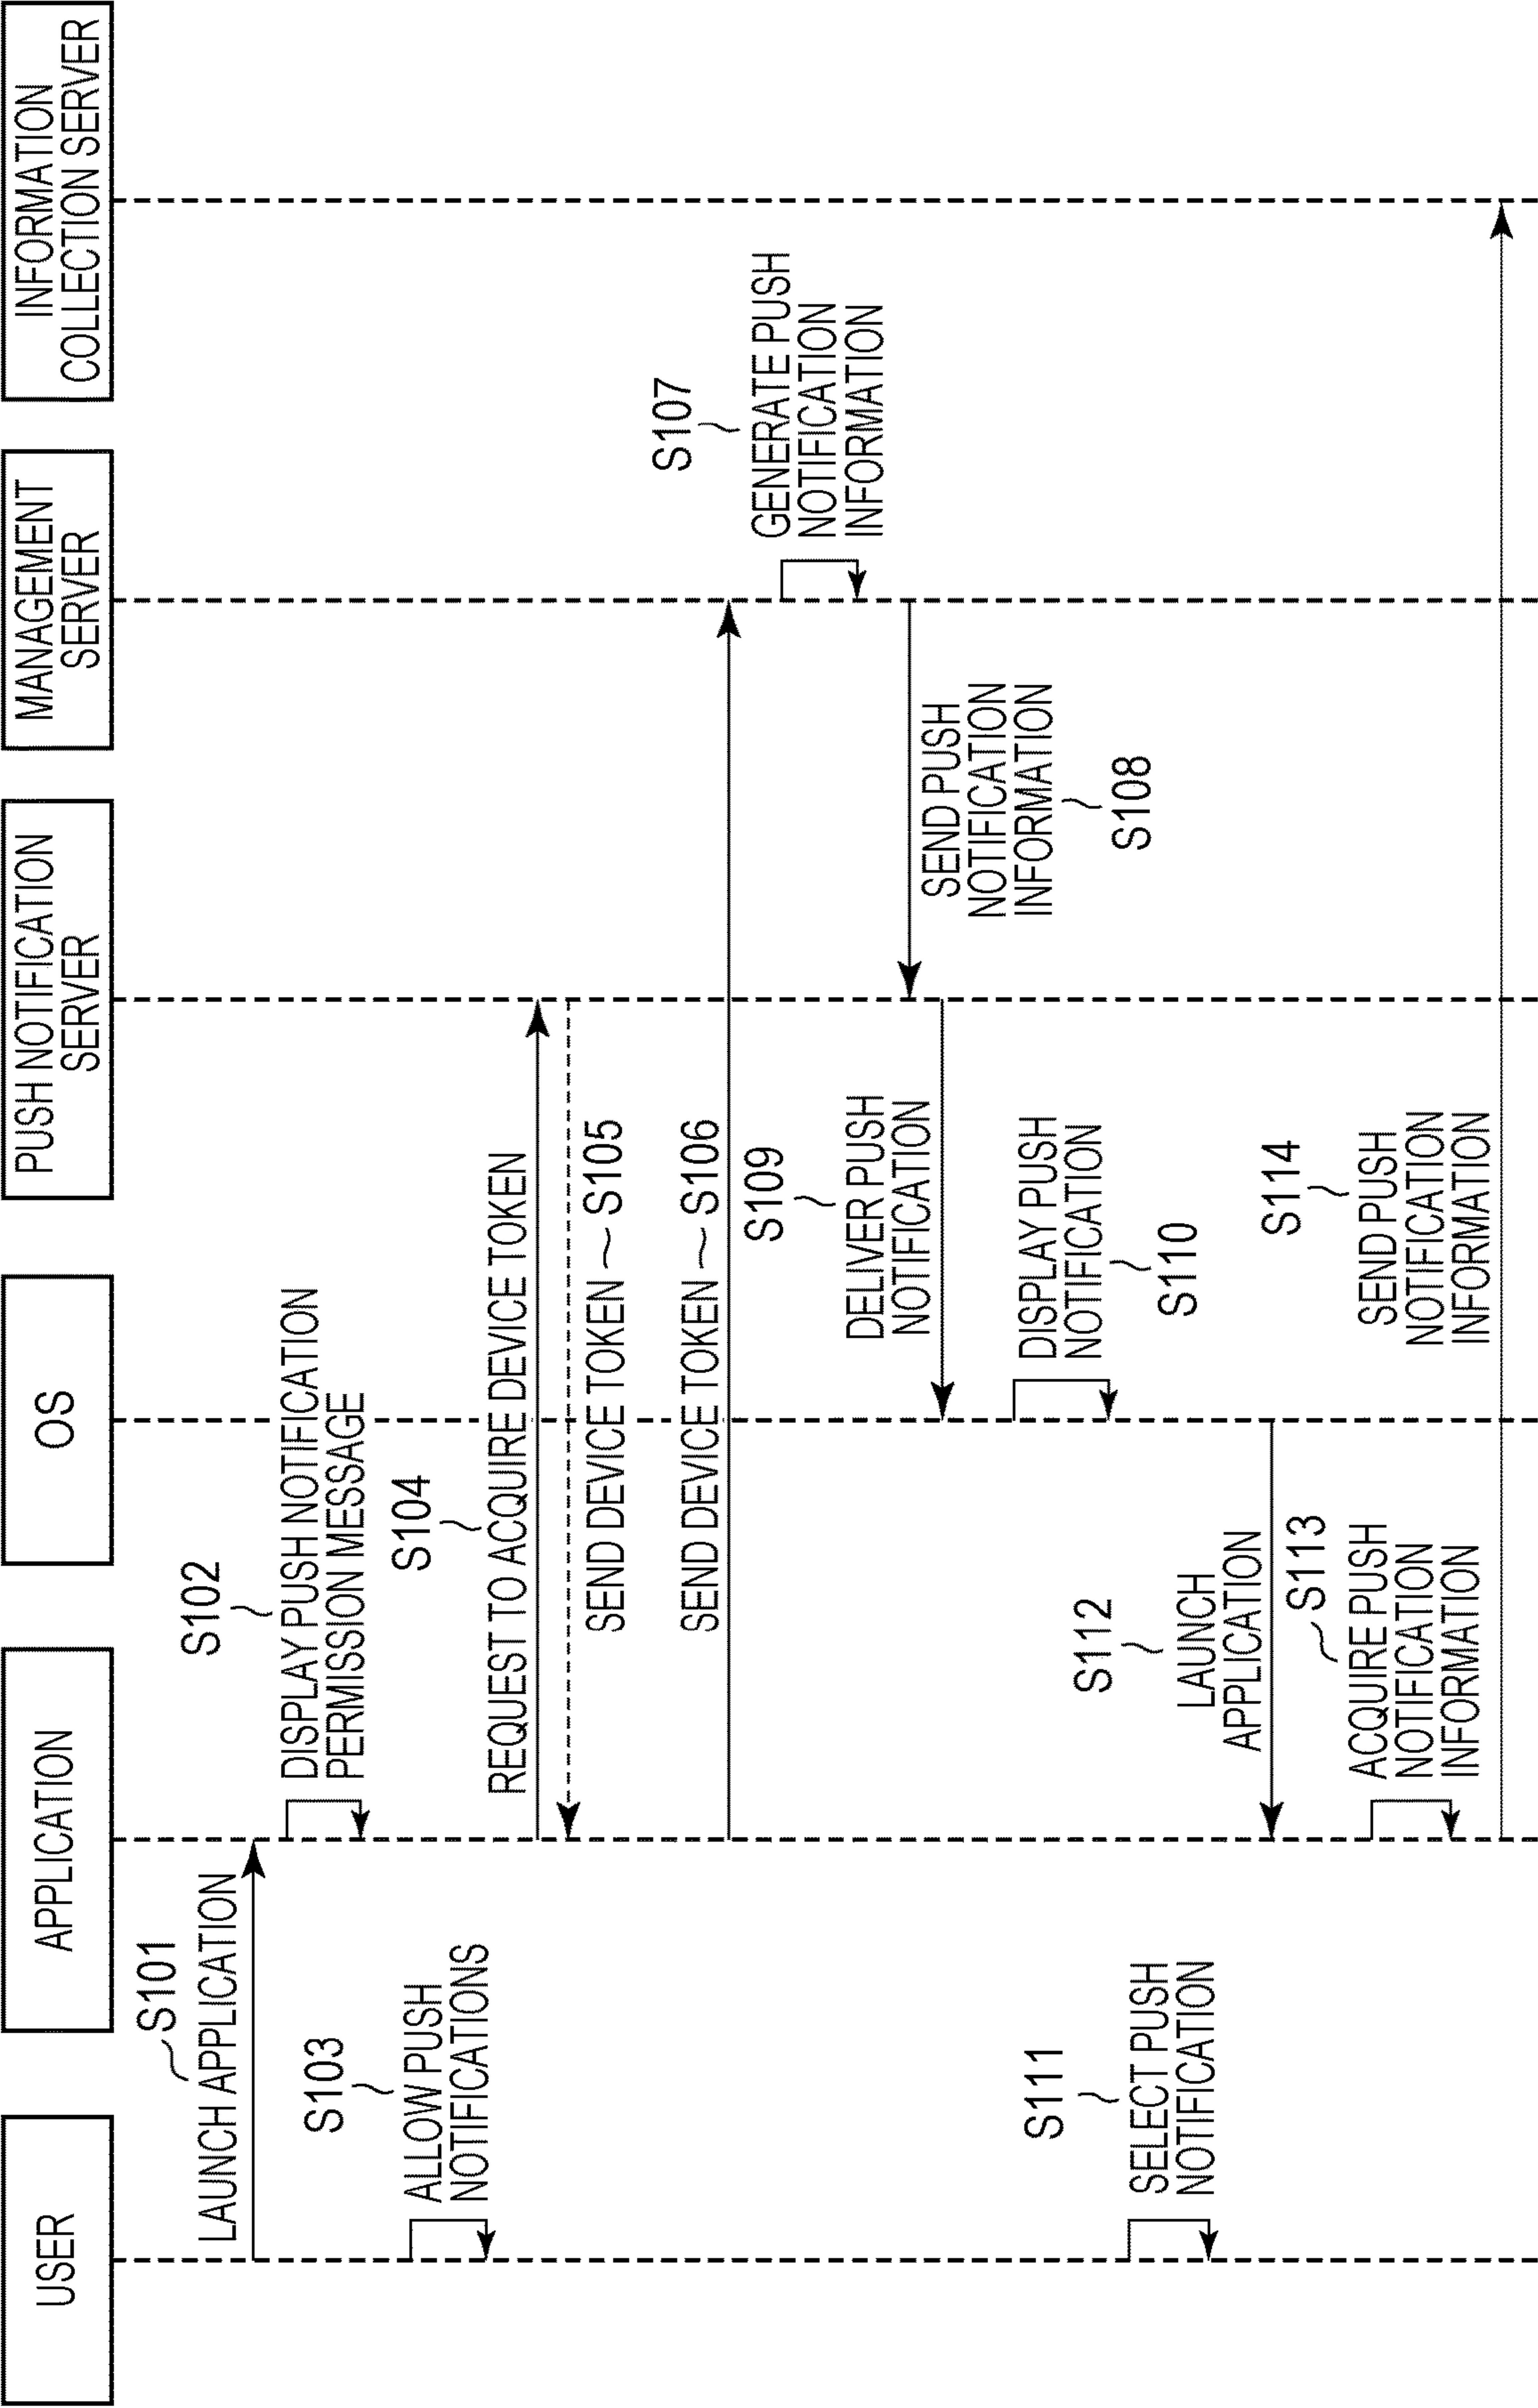 USER
APPLICATION
OS
PUSH NOTIFICATION
SERVER
MANAGEMENT
SERVER
INFORMATION
COLLECTION SERVER
S101
LAUNCH APPLICATION
S102
DISPLAY PUSH NOTIFICATION
PERMISSION MESSAGE
S103
ALLOW PUSH
NOTIFICATIONS
S104
REQUEST TO ACQUIRE DEVICE TOKEN
SEND DEVICE TOKEN S105
SEND DEVICE TOKEN S106
S107
GENERATE PUSH
NOTIFICATION
INFORMATION
SEND PUSH
NOTIFICATION
INFORMATION
S108
S109
DELIVER PUSH
NOTIFICATION
DISPLAY PUSH
NOTIFICATION
S110
S111
SELECT PUSH
NOTIFICATION
S112
LAUNCH
APPLICATION
S113
ACQUIRE PUSH
NOTIFICATION
INFORMATION
S114
SEND PUSH
NOTIFICATION
INFORMATION